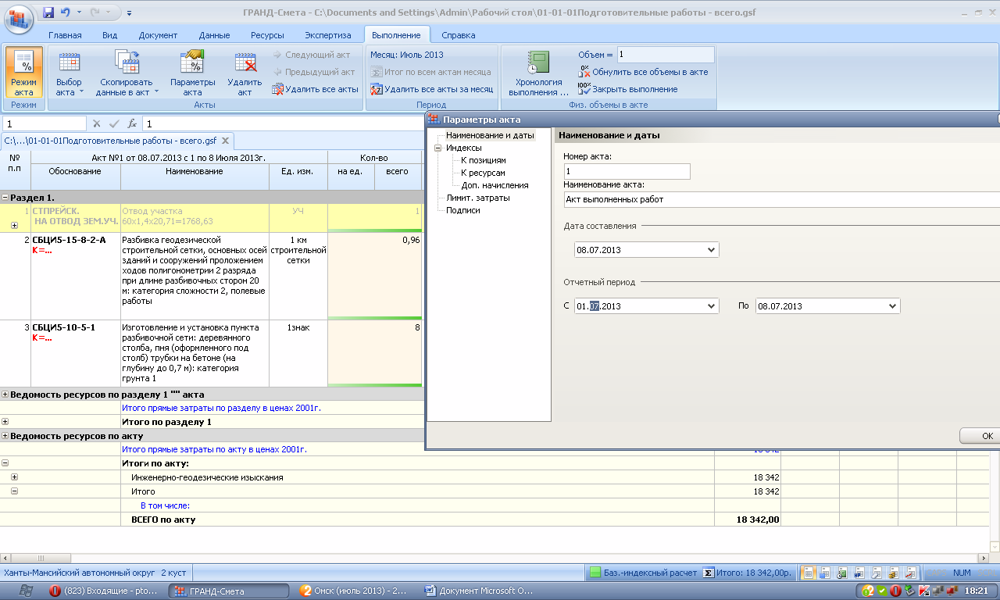 ГРАНД-Смета - C:\Documents and Settings\Admin\Рабочий стол\01-01-01Подготовительные работы - всего.gsf
Главная Вид Документ Данные Ресурсы Экспертиза Выполнение Справка
Режим акта
Выбор акта
Скопировать данные в акт
Параметры акта
Удалить акт
Следующий акт
Предыдущий акт
Удалить все акты
Месяц: Июль 2013
Итог по всем актам месяца
Удалить все акты за месяц
Хронология выполнения ...
Объем = 1
Обнулить все объемы в акте
Закрыть выполнение
Режим Акты Период Физ. объемы в акте
1 1
C:\...\01-01-01Подготовительные работы - всего.gsf
№ п.п
Акт №1 от 08.07.2013 с 1 по 8 Июля 2013г.
Кол-во
Обоснование Наименование Ед. изм. на ед. всего
Раздел 1.
1 СТПРЕЙСК. Отвод участка УЧ 1
НА ОТВОД ЗЕМ.УЧ. 60х1,4х20,71=1768,63
2 СБЦИ5-15-8-2-А Разбивка геодезической 1 км 0,96
К=... строительной сетки, основных осей строительной
зданий и сооружений проложением сетки
ходов полигонометрии 2 разряда
при длине разбивочных сторон 20
м: категория сложности 2, полевые
работы
3 СБЦИ5-10-5-1 Изготовление и установка пункта 1знак 8
К=... разбивочной сети: деревянного
столба, пня (оформленного под
столб) трубки на бетоне (на
глубину до 0,7 м): категория
грунта 1
Ведомость ресурсов по разделу 1 "" акта
Итого прямые затраты по разделу в ценах 2001г.
Итого по разделу 1
Ведомость ресурсов по акту
Итого прямые затраты по акту в ценах 2001г. 18 342
Итоги по акту:
Инженерно-геодезические изыскания 18 342
Итого 18 342
В том числе:
ВСЕГО по акту 18 342,00
Параметры акта
Наименование и даты
Индексы
К позициям
К ресурсам
Доп. начисления
Лимит. затраты
Подписи
Наименование и даты
Номер акта:
1
Наименование акта:
Акт выполненных работ
Дата составления
08.07.2013
Отчетный период
С 01.07.2013 По 08.07.2013
OK
Ханты-Мансийский автономный округ 2 куст
Баз.-индексный расчет Итого: 18 342,00р.
NUM
(823) Входящие - pto...
ГРАНД-Смета
Омск (июль 2013) - 2...
Документ Microsoft O...
18:21